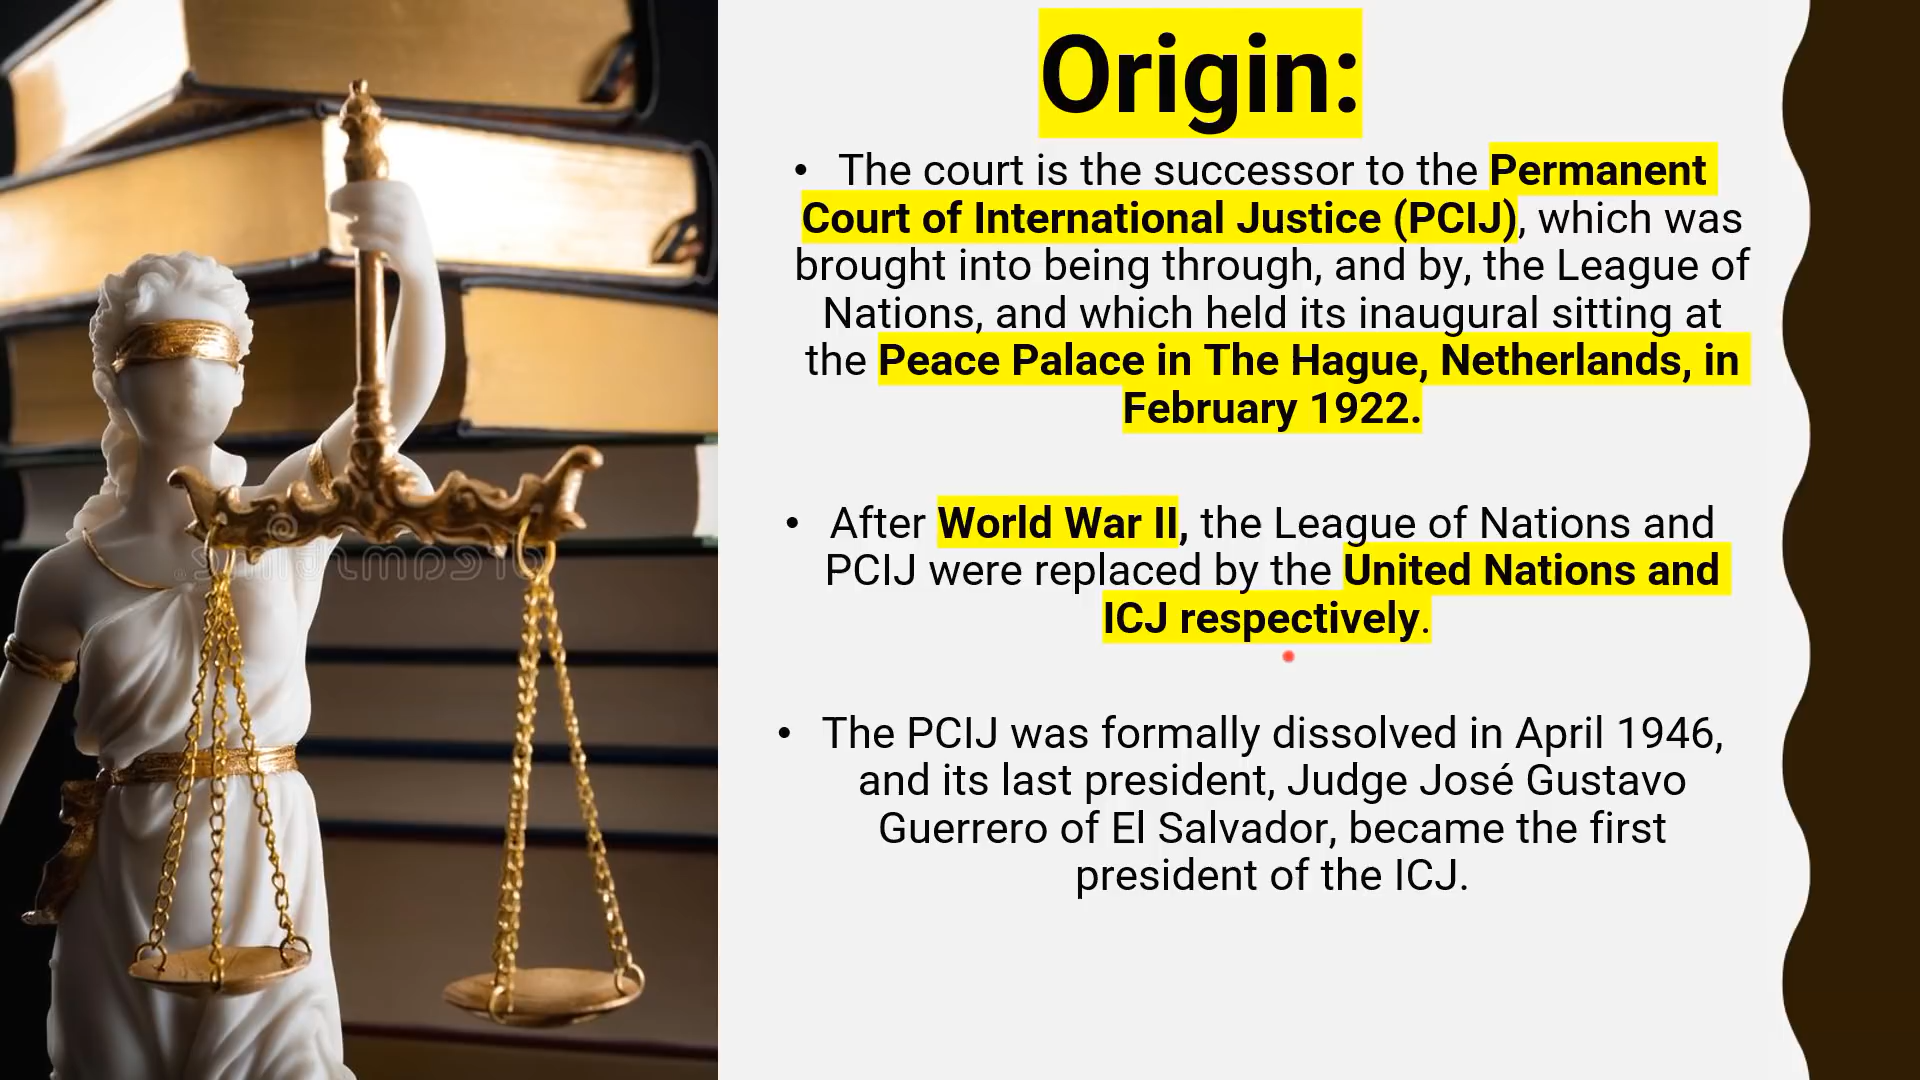 Origin:
• The court is the successor to the Permanent
Court of International Justice (PCIJ), which was
brought into being through, and by, the League of
Nations, and which held its inaugural sitting at
the Peace Palace in The Hague, Netherlands, in
February 1922.
• After World War II, the League of Nations and
PCIJ were replaced by the United Nations and
ICJ respectively.
• The PCIJ was formally dissolved in April 1946,
and its last president, Judge José Gustavo
Guerrero of El Salvador, became the first
president of the ICJ.